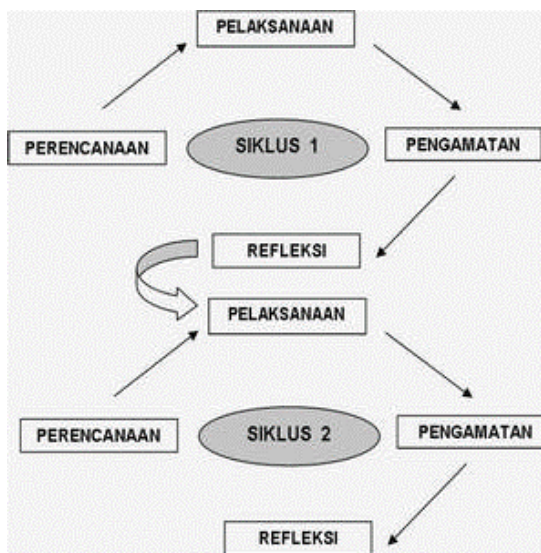 PELAKSANAAN
PERENCANAAN
SIKLUS 1
PENGAMATAN
REFLEKSI
PELAKSANAAN
PERENCANAAN
SIKLUS 2
PENGAMATAN
REFLEKSI